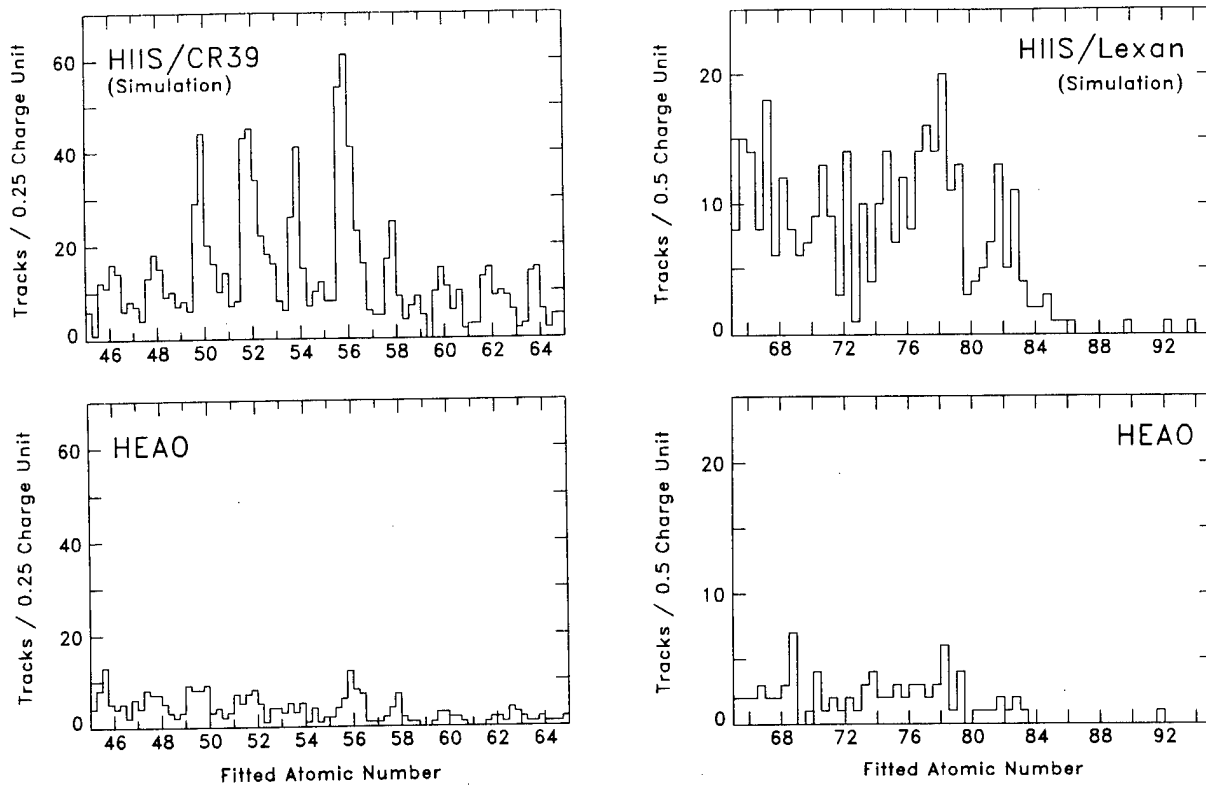 HIIS/CR39
(Simulation)
Tracks / 0.25 Charge Unit
60
40
20
0
46 48 50 52 54 56 58 60 62 64
HIIS/Lexan
(Simulation)
Tracks / 0.5 Charge Unit
20
10
0
68 72 76 80 84 88 92
HEAO
Tracks / 0.25 Charge Unit
60
40
20
0
46 48 50 52 54 56 58 60 62 64
Fitted Atomic Number
HEAO
Tracks / 0.5 Charge Unit
20
10
0
68 72 76 80 84 88 92
Fitted Atomic Number